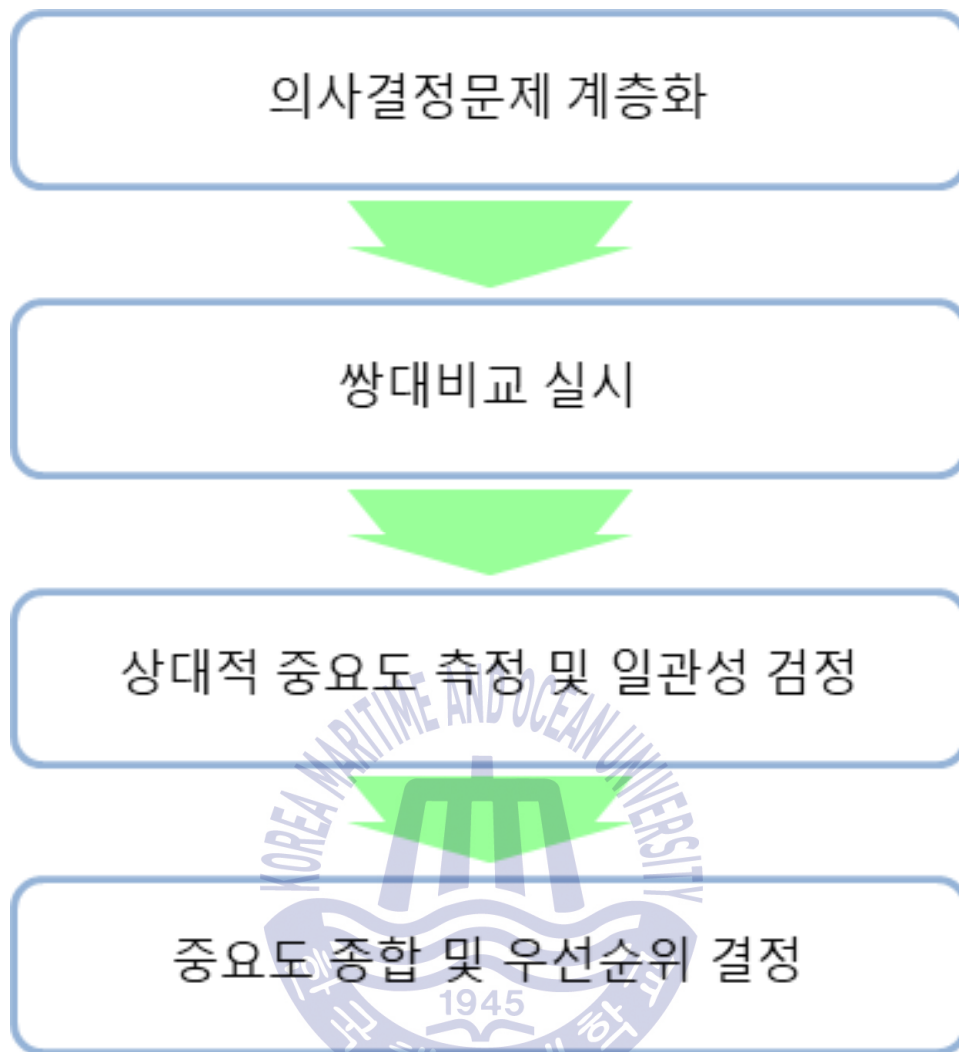 의사결정문제 계층화
쌍대비교 실시
상대적 중요도 측정 및 일관성 검정
KOREA MARITIME AND OCEAN UNIVERSITY
중요도 종합 및 우선순위 결정
1945